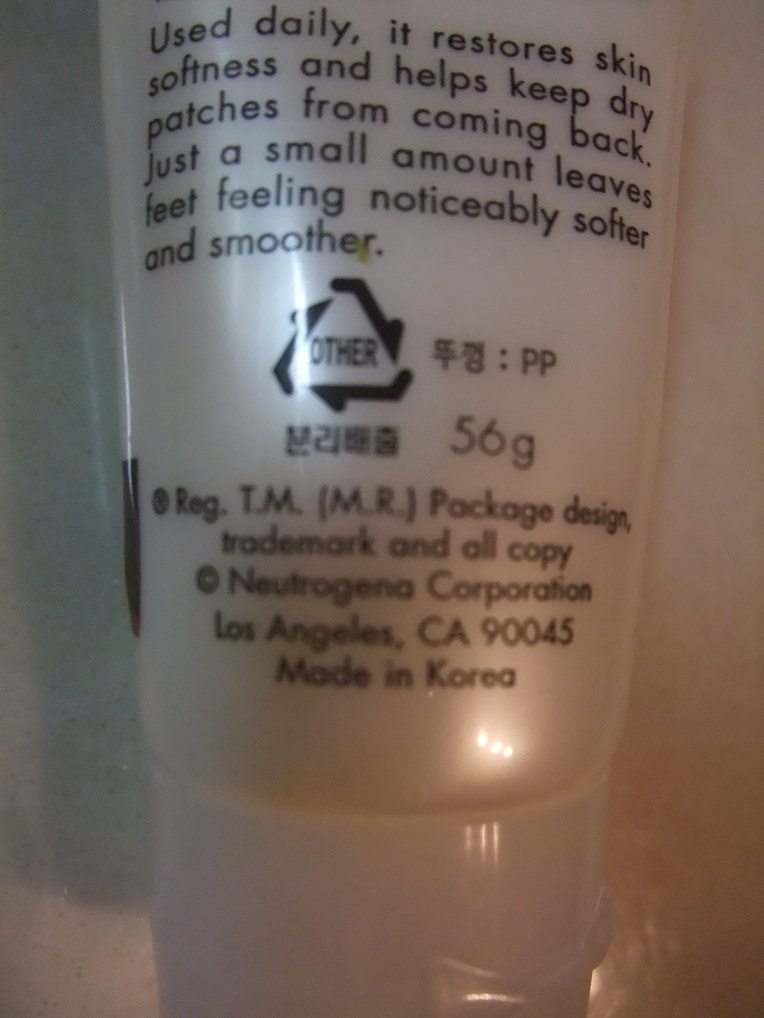 Used daily, it restores skin
softness and helps keep dry
patches from coming back.
Just a small amount leaves
feet feeling noticeably softer
and smoother.
OTHER
뚜껑 : PP
분리배출 56g
® Reg. T.M. (M.R.) Package design,
trademark and all copy
© Neutrogena Corporation
Los Angeles, CA 90045
Made in Korea